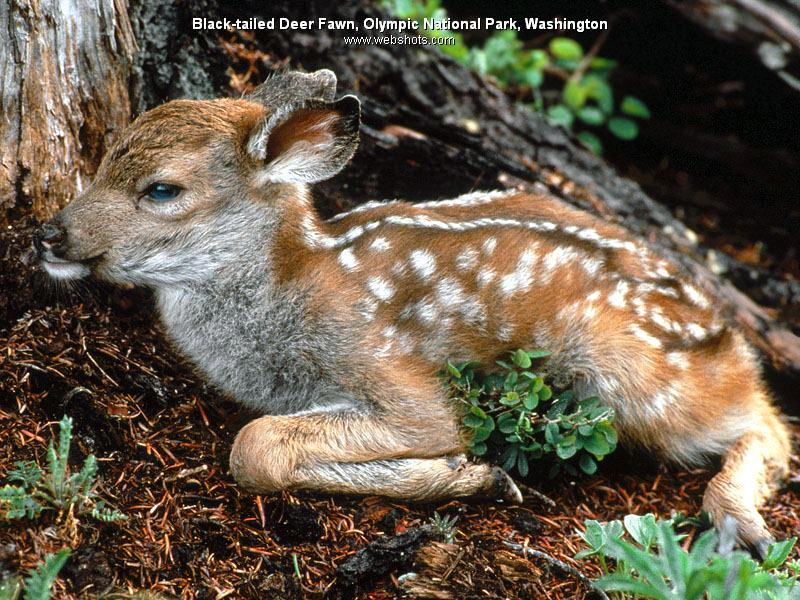 Black-tailed Deer Fawn, Olympic National Park, Washington
www.webshots.com